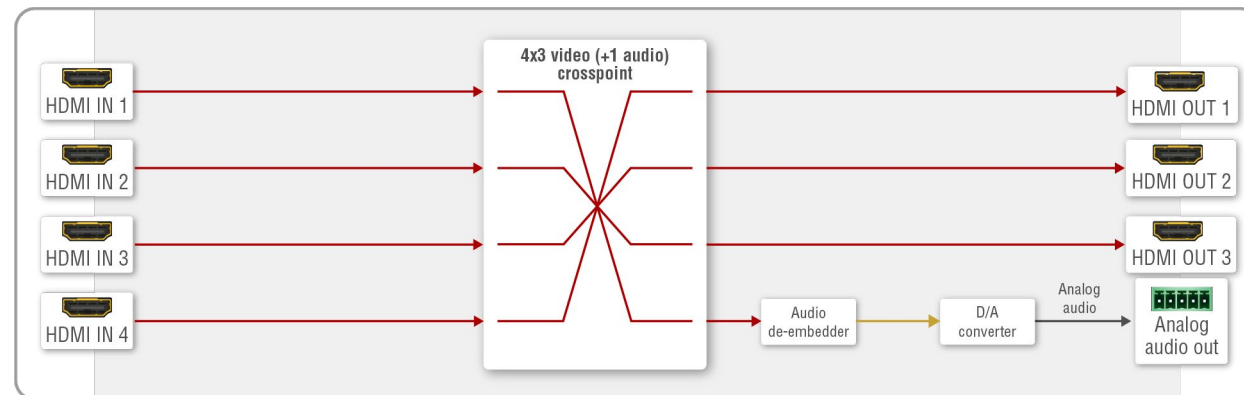 4x3 video (+1 audio)
crosspoint
HDMI IN 1
HDMI IN 2
HDMI IN 3
HDMI IN 4
HDMI OUT 1
HDMI OUT 2
HDMI OUT 3
Audio
de-embedder
D/A
converter
Analog
audio
Analog
audio out